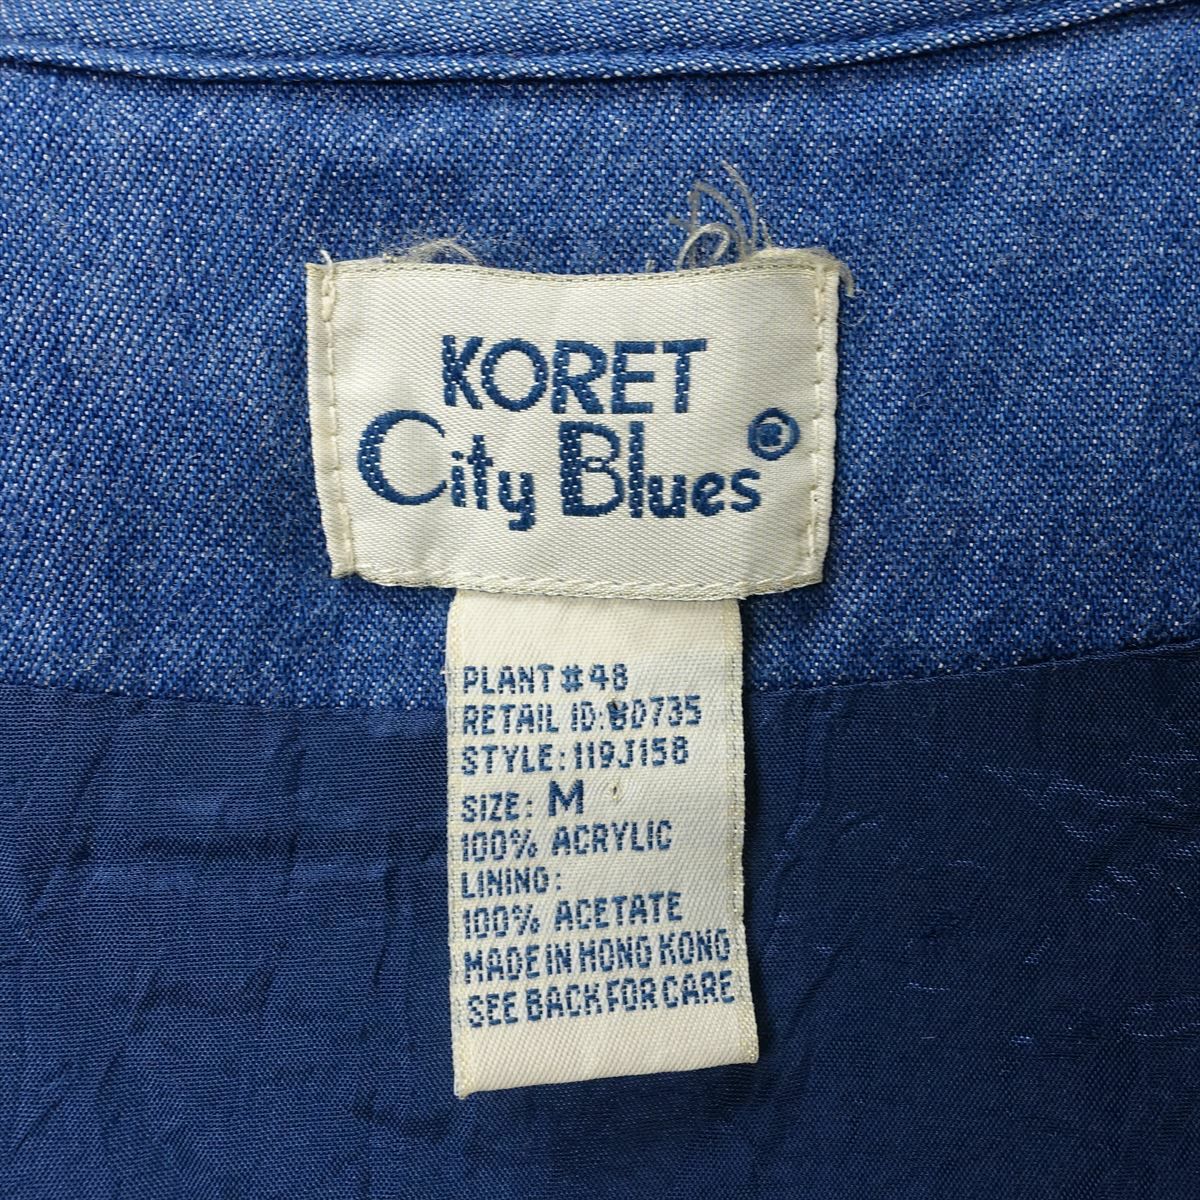 KORET
City Blues®
PLANT #48
RETAIL ID: 8D735
STYLE: 119J158
SIZE: M
100% ACRYLIC
LINING:
100% ACETATE
MADE IN HONG KONG
SEE BACK FOR CARE